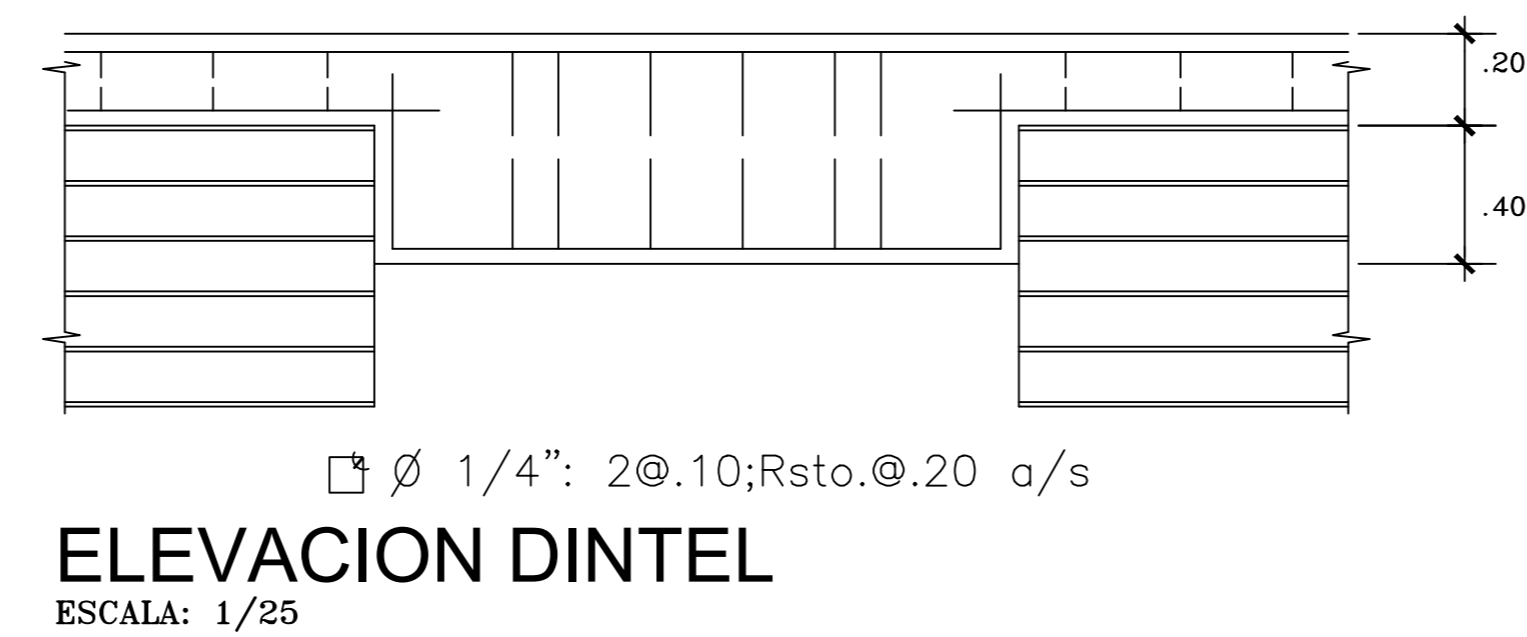 .20
.40
Ø 1/4”: 2@.10;Rsto.@.20 a/s
ELEVACION DINTEL
ESCALA: 1/25